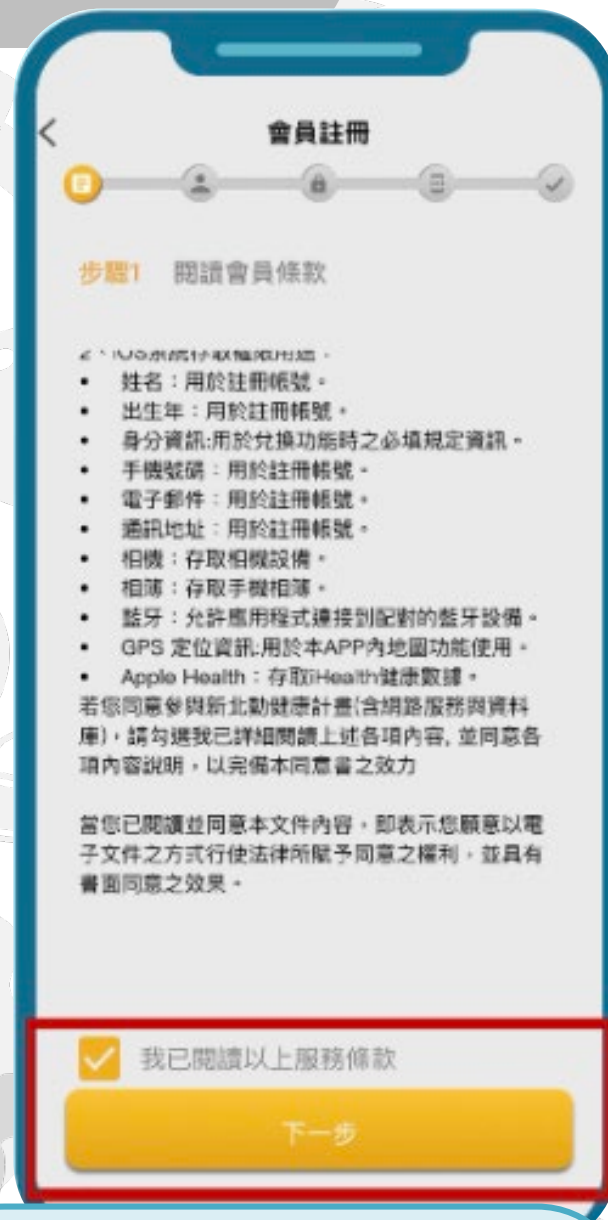 會員註冊
步驟1 閱讀會員條款
2、iOS系統存取權限用途：
• 姓名：用於註冊帳號。
• 出生年：用於註冊帳號。
• 身分資訊:用於兌換功能時之必填規定資訊。
• 手機號碼：用於註冊帳號。
• 電子郵件：用於註冊帳號。
• 通訊地址：用於註冊帳號。
• 相機：存取相機設備。
• 相簿：存取手機相簿。
• 藍牙：允許應用程式連接到配對的藍牙設備。
• GPS 定位資訊:用於本APP內地圖功能使用。
• Apple Health：存取iHealth健康數據。
若您同意參與新北動健康計畫(含網路服務與資料
庫)，請勾選我已詳細閱讀上述各項內容, 並同意各
項內容說明，以完備本同意書之效力
當您已閱讀並同意本文件內容，即表示您願意以電
子文件之方式行使法律所賦予同意之權利，並具有
書面同意之效果。
我已閱讀以上服務條款
下一步